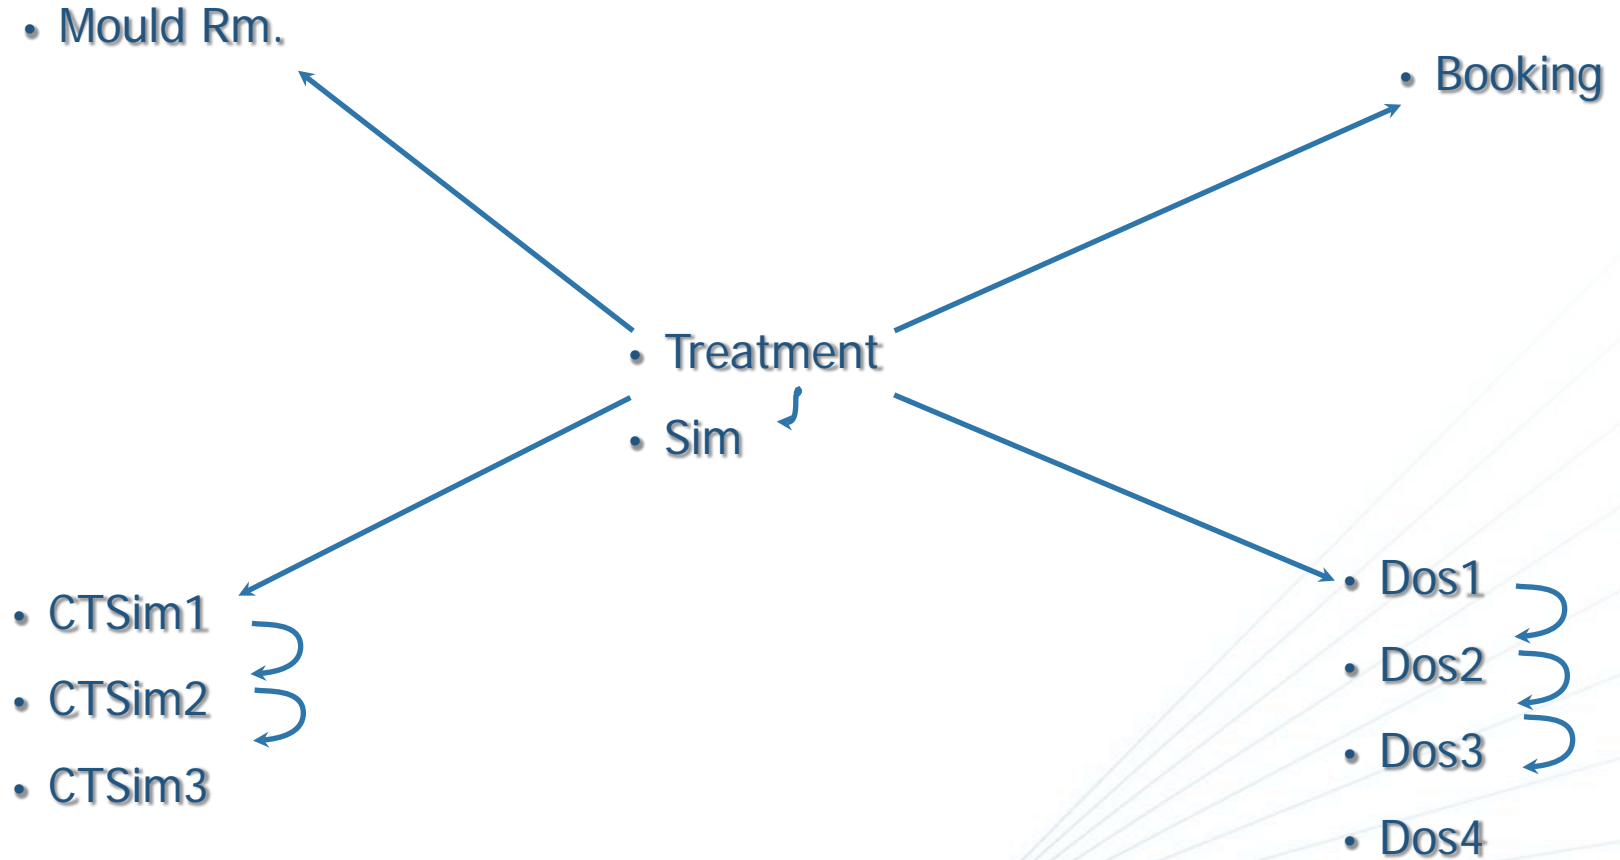 • Mould Rm.
• Booking
• Treatment
• Sim
• CTSim1
• CTSim2
• CTSim3
• Dos1
• Dos2
• Dos3
• Dos4